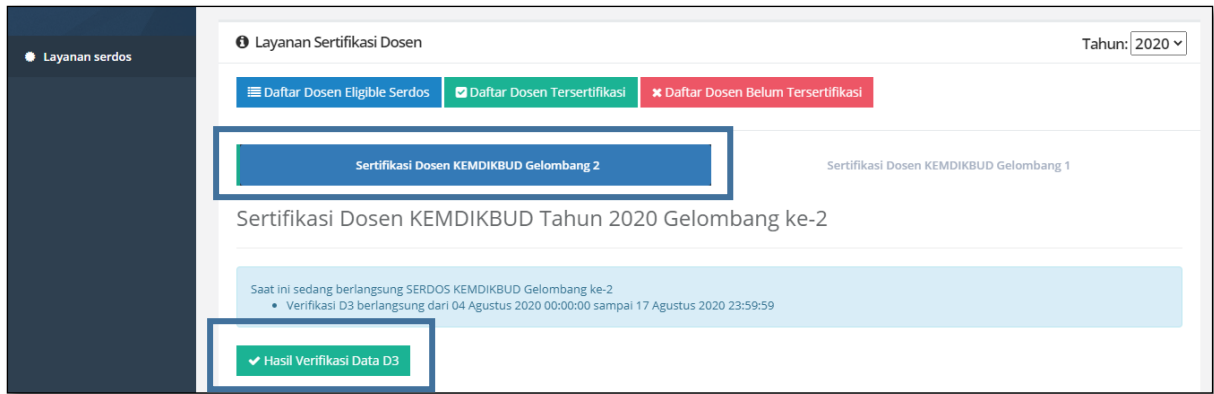 Layanan serdos
Layanan Sertifikasi Dosen
Tahun: 2020
Daftar Dosen Eligible Serdos
Daftar Dosen Tersertifikasi
Daftar Dosen Belum Tersertifikasi
Sertifikasi Dosen KEMDIKBUD Gelombang 2
Sertifikasi Dosen KEMDIKBUD Gelombang 1
Sertifikasi Dosen KEMDIKBUD Tahun 2020 Gelombang ke-2
Saat ini sedang berlangsung SERDOS KEMDIKBUD Gelombang ke-2
• Verifikasi D3 berlangsung dari 04 Agustus 2020 00:00:00 sampai 17 Agustus 2020 23:59:59
Hasil Verifikasi Data D3